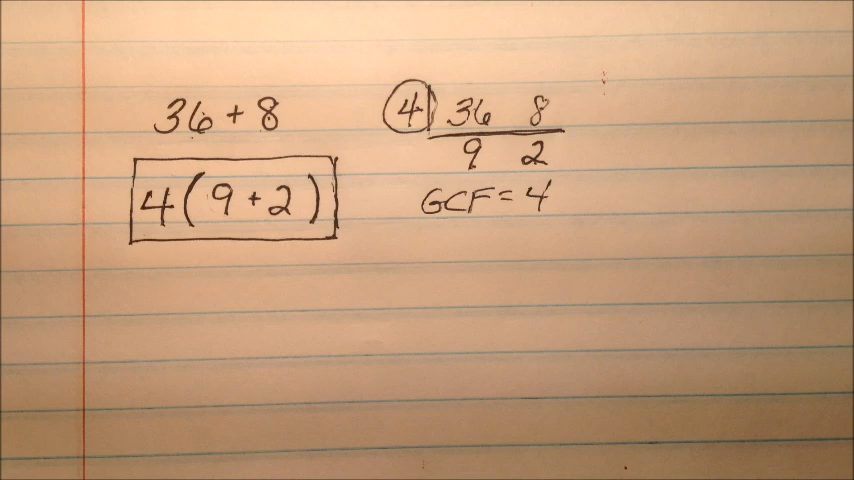 36 + 8
4(9 + 2)
4 36 8
9 2
GCF = 4